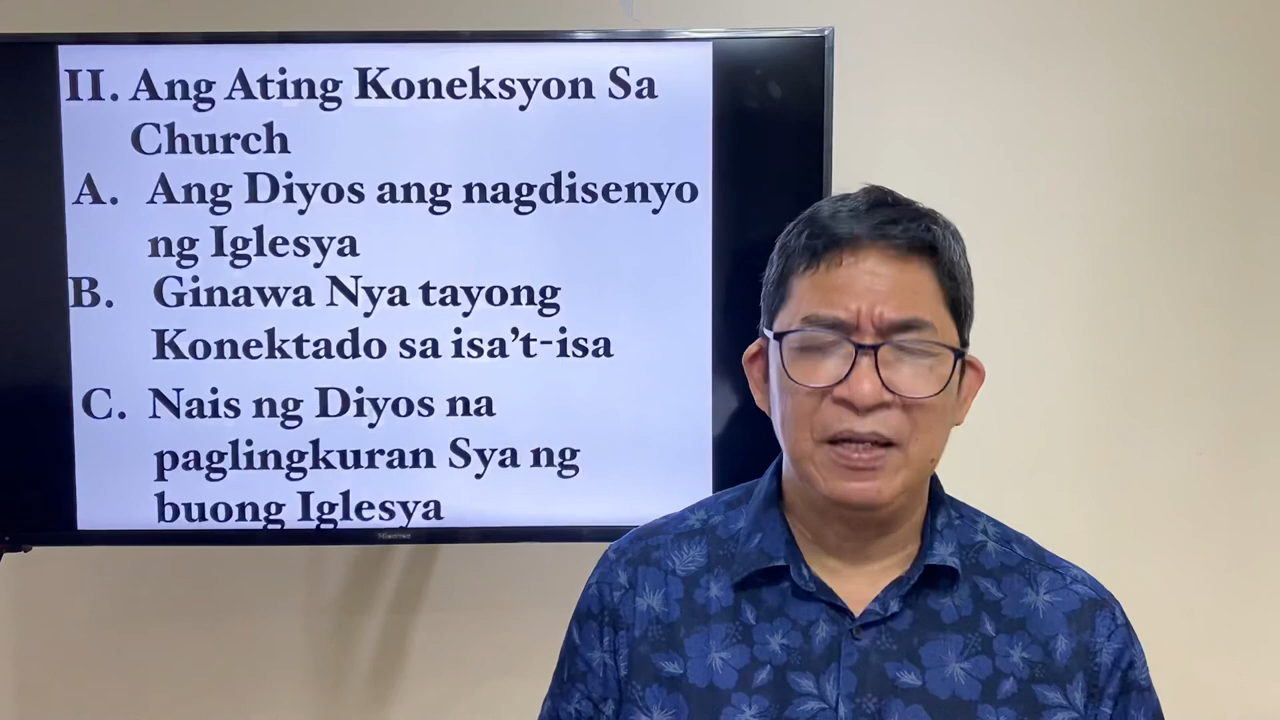 II. Ang Ating Koneksyon Sa
Church
A. Ang Diyos ang nagdisenyo
ng Iglesya
B. Ginawa Nya tayong
Konektado sa isa't-isa
C. Nais ng Diyos na
paglingkuran Sya ng
buong Iglesya